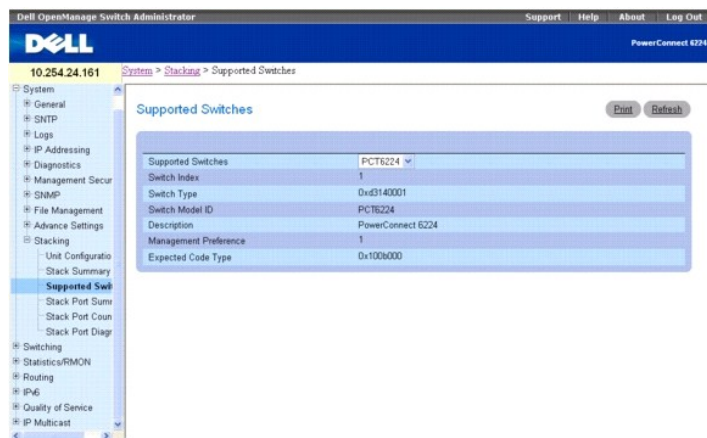 Dell OpenManage Switch Administrator Support Help About Log Out
DELL
PowerConnect 6224
10.254.24.161
System > Stacking > Supported Switches
System
General
SNTP
Logs
IP Addressing
Diagnostics
Management Secur
SNMP
File Management
Advance Settings
Stacking
Unit Configuratio
Stack Summary
Supported Swit
Stack Port Sumr
Stack Port Coun
Stack Port Diagr
Switching
Statistics/RMON
Routing
IPv6
Quality of Service
IP Multicast
Supported Switches
Print Refresh
Supported Switches PCT6224
Switch Index 1
Switch Type 0xd3140001
Switch Model ID PCT6224
Description PowerConnect 6224
Management Preference 1
Expected Code Type 0x100b000